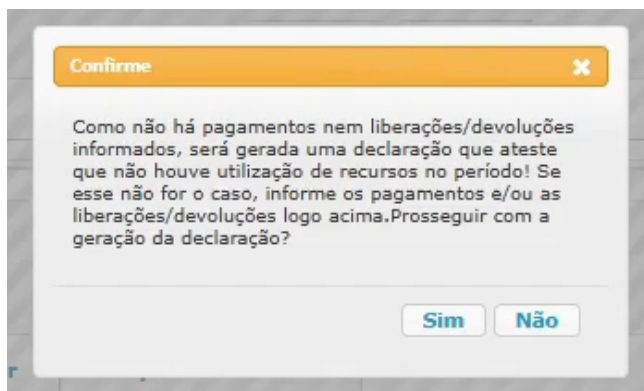 Confirme
Como não há pagamentos nem liberações/devoluções
informados, será gerada uma declaração que ateste
que não houve utilização de recursos no período! Se
esse não for o caso, informe os pagamentos e/ou as
liberações/devoluções logo acima.Prosseguir com a
geração da declaração?
Sim Não
r